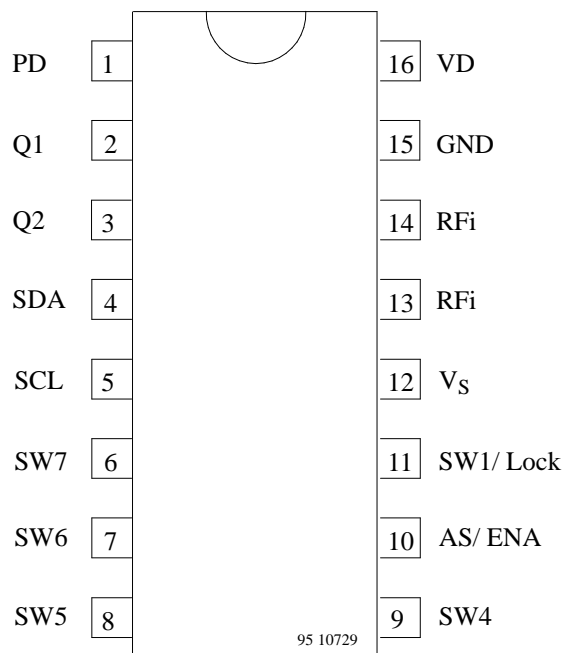 PD 1 16 VD
Q1 2 15 GND
Q2 3 14 RFi
SDA 4 13 RFi
SCL 5 12 VS
SW7 6 11 SW1/ Lock
SW6 7 10 AS/ ENA
SW5 8 9 SW4
95 10729